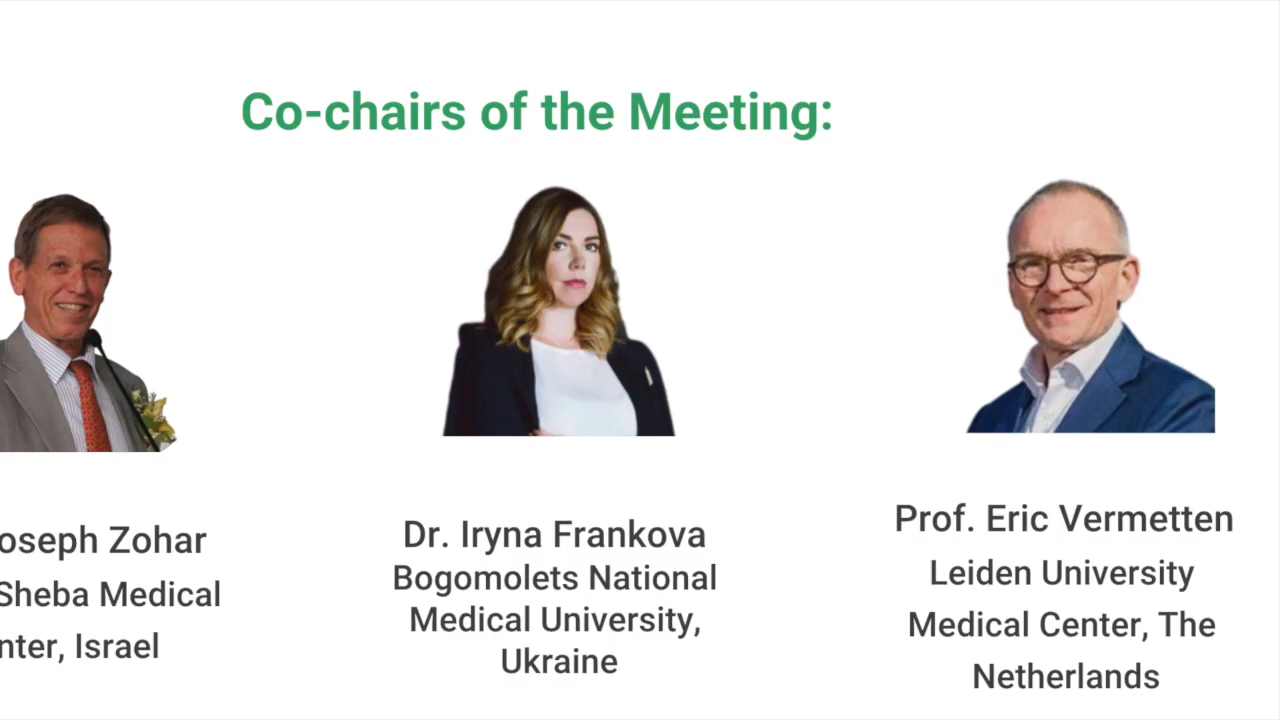 Co-chairs of the Meeting:
oseph Zohar
Sheba Medical
nter, Israel
Dr. Iryna Frankova
Bogomolets National
Medical University,
Ukraine
Prof. Eric Vermetten
Leiden University
Medical Center, The
Netherlands